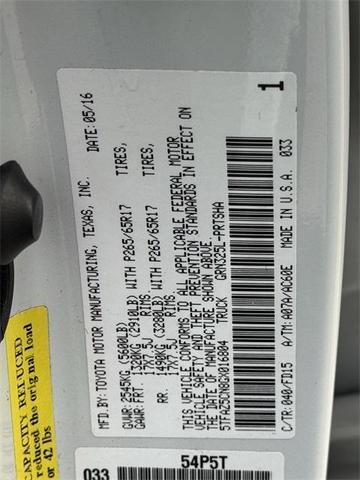 MFD BY: TOYOTA MOTOR MANUFACTURING, TEXAS, INC. DATE: 05/16
GVWR: 2545KG (5600LB)
GAWR: FRT. 1320KG (2910LB) WITH P265/65R17 TIRES,
17X7.5J RIMS
RR. 1490KG (3280LB) WITH P265/65R17 TIRES,
17X7.5J RIMS
THIS VEHICLE CONFORMS TO ALL APPLICABLE FEDERAL MOTOR
VEHICLE SAFETY AND THEFT PREVENTION STANDARDS IN EFFECT ON
THE DATE OF MANUFACTURE SHOWN ABOVE.
5TFAZ5CN0GX016804 TRUCK GRN325L-PRTSHA
C/TR: 040/FD15 A/TM: A07A/AC60E MADE IN U.S.A. 033
1
CAPACITY REDUCED
reduced the original load
or 42 lbs
033 54P5T